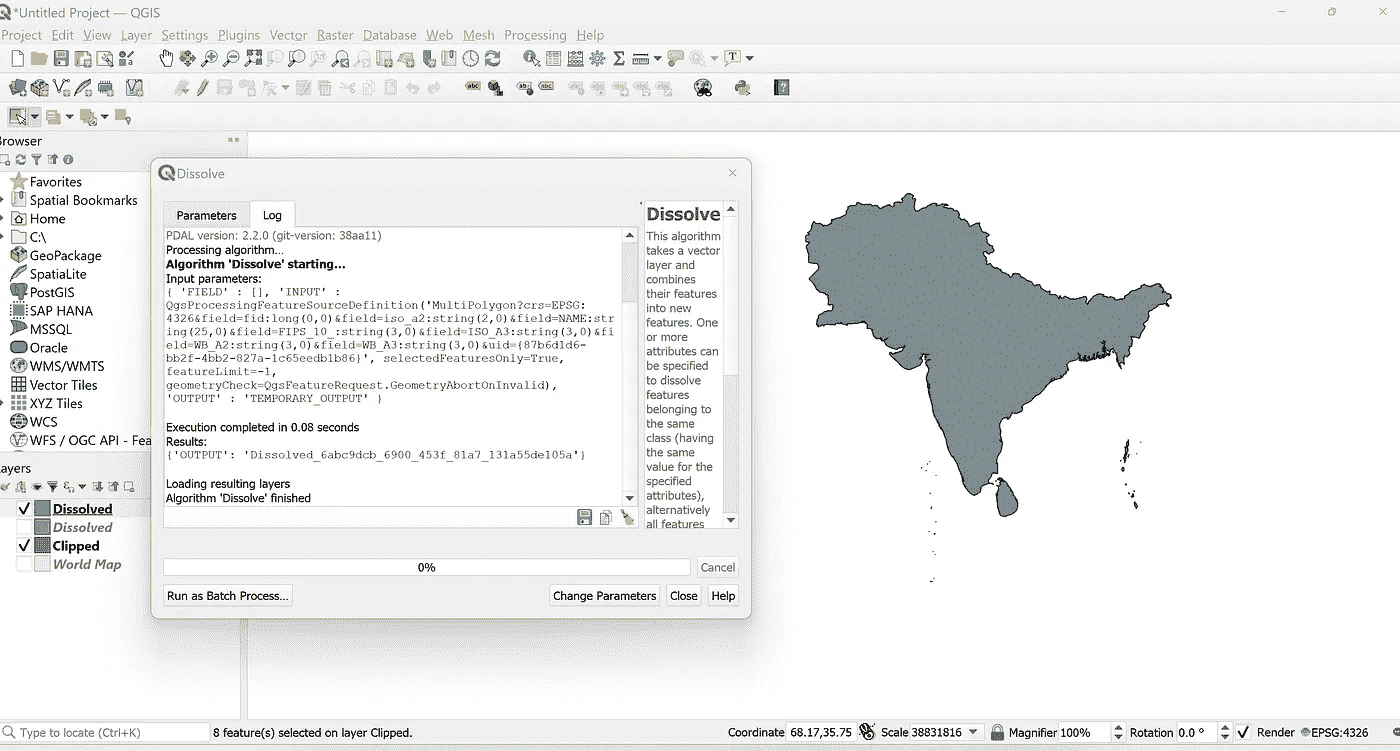 *Untitled Project — QGIS
Project Edit View Layer Settings Plugins Vector Raster Database Web Mesh Processing Help
Browser
Favorites
Spatial Bookmarks
Home
C:\
GeoPackage
SpatiaLite
PostGIS
SAP HANA
MSSQL
Oracle
WMS/WMTS
Vector Tiles
XYZ Tiles
WCS
WFS / OGC API - Fea
Layers
Dissolved
Dissolved
Clipped
World Map
Dissolve
Parameters Log
PDAL version: 2.2.0 (git-version: 38aa11)
Processing algorithm...
Algorithm 'Dissolve' starting...
Input parameters:
{ 'FIELD' : [], 'INPUT' :
QgsProcessingFeatureSourceDefinition('MultiPolygon?crs=EPSG:
4326&field=fid:long(0,0)&field=iso_a2:string(2,0)&field=NAME:str
ing(25,0)&field=FIPS_10_:string(3,0)&field=ISO_A3:string(3,0)&fi
eld=WB_A2:string(3,0)&field=WB_A3:string(3,0)&uid={87b6d1d6-
bb2f-4bb2-827a-1c65eedb1b86}', selectedFeaturesOnly=True,
featureLimit=-1,
geometryCheck=QgsFeatureRequest.GeometryAbortOnInvalid),
'OUTPUT' : 'TEMPORARY_OUTPUT' }
Execution completed in 0.08 seconds
Results:
{'OUTPUT': 'Dissolved_6abc9dcb_6900_453f_81a7_131a55de105a'}
Loading resulting layers
Algorithm 'Dissolve' finished
Dissolve
This algorithm
takes a vector
layer and
combines
their features
into new
features. One
or more
attributes can
be specified
to dissolve
features
belonging to
the same
class (having
the same
value for the
specified
attributes),
alternatively
all features
0%
Cancel
Run as Batch Process...
Change Parameters
Close
Help
Type to locate (Ctrl+K)
8 feature(s) selected on layer Clipped.
Coordinate 68.17,35.75
Scale 38831816
Magnifier 100%
Rotation 0.0 °
Render
EPSG:4326